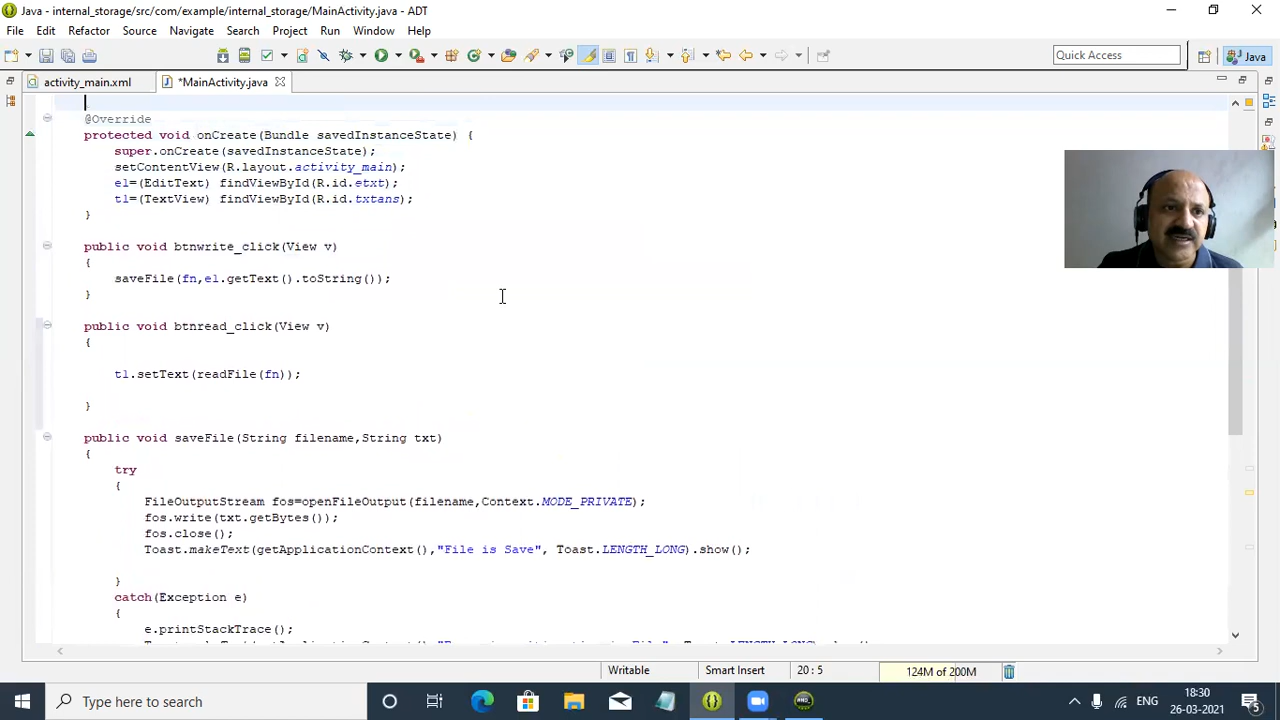 Java - internal_storage/src/com/example/internal_storage/MainActivity.java - ADT
File Edit Refactor Source Navigate Search Project Run Window Help
Quick Access
Java
activity_main.xml
*MainActivity.java
@Override
protected void onCreate(Bundle savedInstanceState) {
super.onCreate(savedInstanceState);
setContentView(R.layout.activity_main);
e1=(EditText) findViewById(R.id.etxt);
t1=(TextView) findViewById(R.id.txtans);
}
public void btnwrite_click(View v)
{
saveFile(fn,e1.getText().toString());
}
public void btnread_click(View v)
{
t1.setText(readFile(fn));
}
public void saveFile(String filename,String txt)
{
try
{
FileOutputStream fos=openFileOutput(filename,Context.MODE_PRIVATE);
fos.write(txt.getBytes());
fos.close();
Toast.makeText(getApplicationContext(),"File is Save", Toast.LENGTH_LONG).show();
}
catch(Exception e)
{
e.printStackTrace();
Writable
Smart Insert
20 : 5
124M of 200M
Type here to search
ENG
18:30
26-03-2021
5